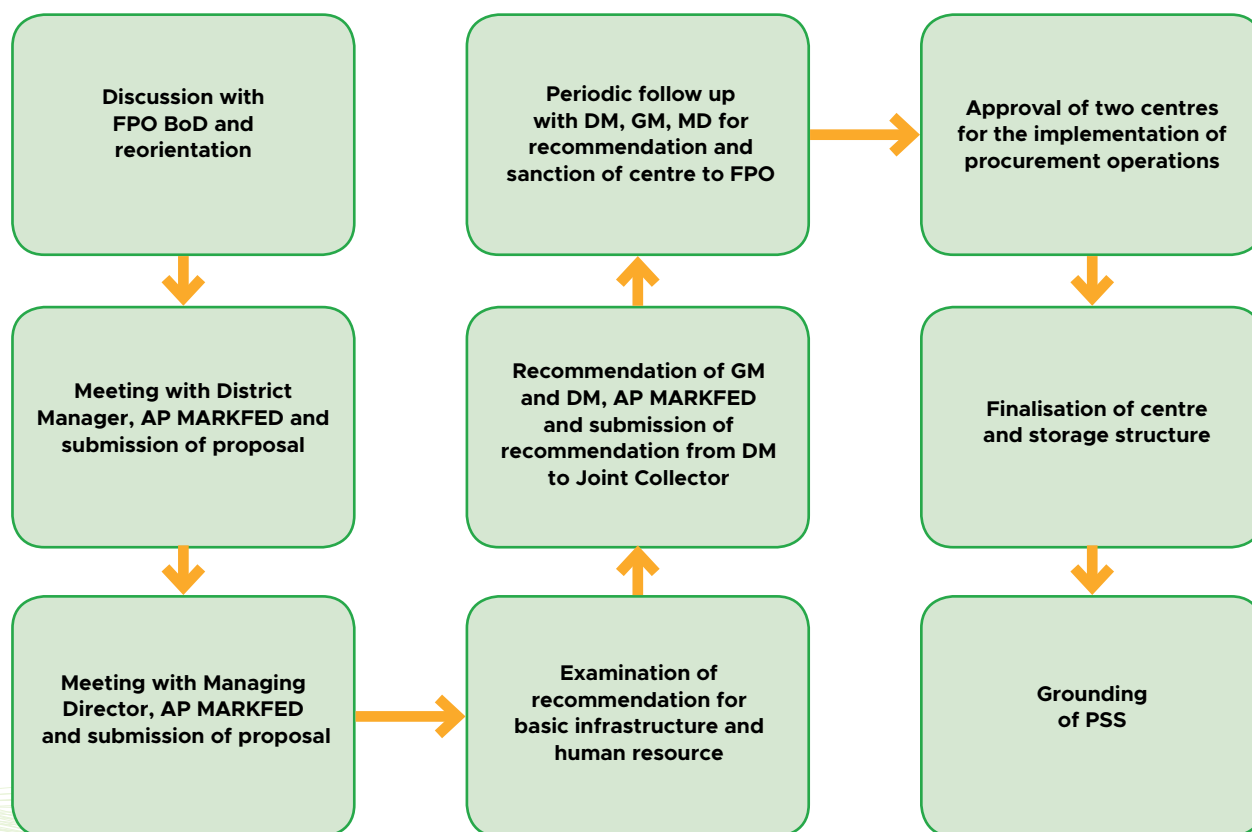 Discussion with
FPO BoD and
reorientation
Meeting with District
Manager, AP MARKFED and
submission of proposal
Meeting with Managing
Director, AP MARKFED
and submission of proposal
Examination of
recommendation for
basic infrastructure and
human resource
Recommendation of GM
and DM, AP MARKFED
and submission of
recommendation from DM
to Joint Collector
Periodic follow up
with DM, GM, MD for
recommendation and
sanction of centre to FPO
Approval of two centres
for the implementation of
procurement operations
Finalisation of centre
and storage structure
Grounding
of PSS